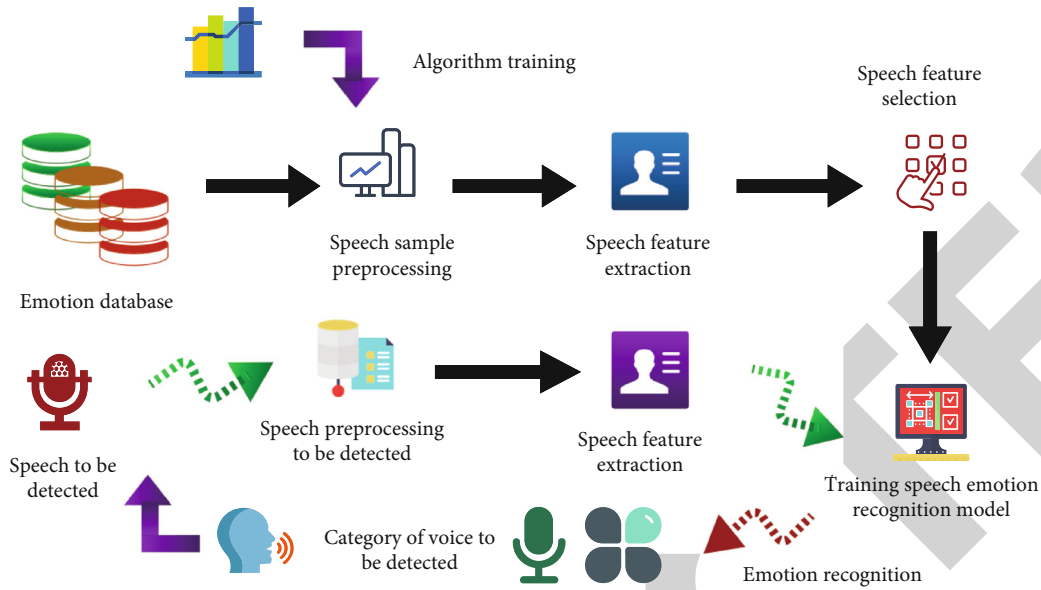 Algorithm training
Speech feature
selection
Speech sample
preprocessing
Speech feature
extraction
Emotion database
Speech preprocessing
to be detected
Speech feature
extraction
Speech to be
detected
Training speech emotion
recognition model
Category of voice to
be detected
Emotion recognition